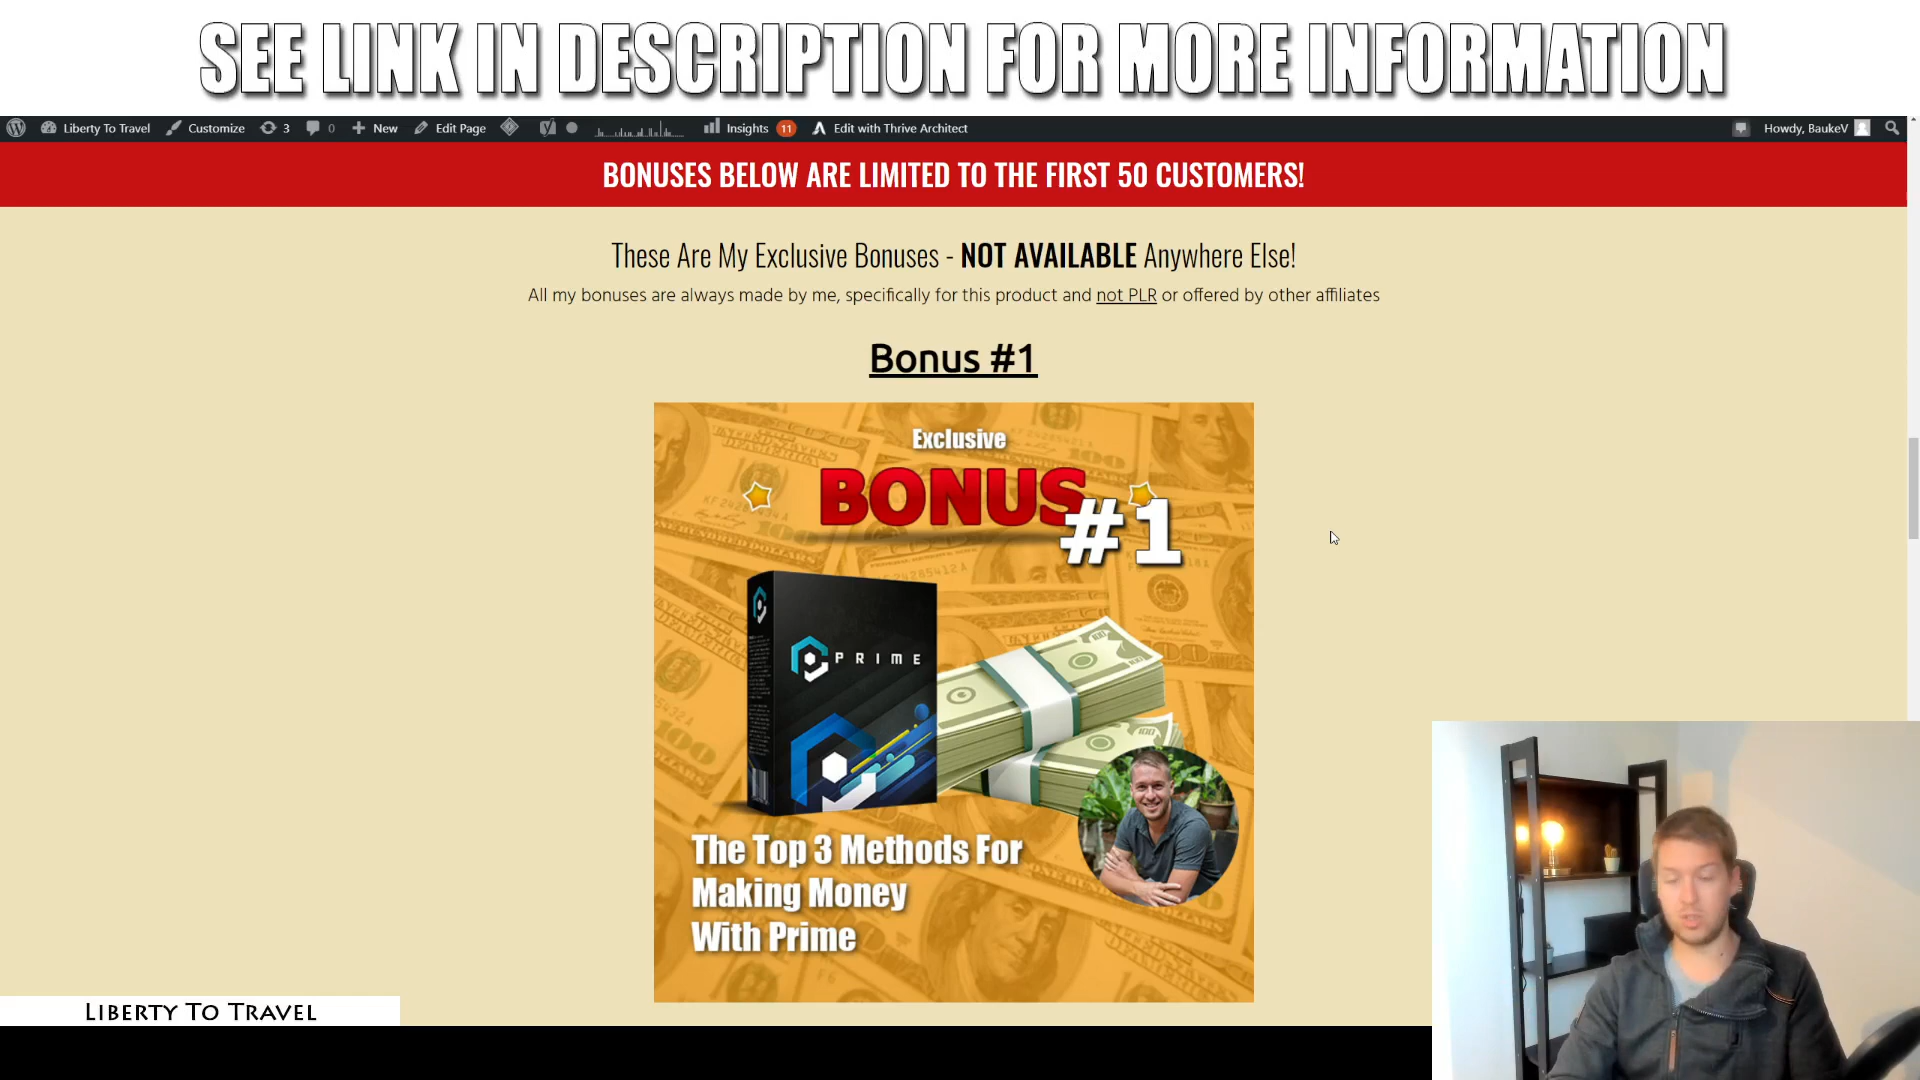 SEE LINK IN DESCRIPTION FOR MORE INFORMATION
Liberty To Travel Customize 3 0 New Edit Page Insights 11 Edit with Thrive Architect Howdy, BaukeV
BONUSES BELOW ARE LIMITED TO THE FIRST 50 CUSTOMERS!
These Are My Exclusive Bonuses - NOT AVAILABLE Anywhere Else!
All my bonuses are always made by me, specifically for this product and not PLR or offered by other affiliates
Bonus #1
Exclusive
BONUS
#1
PRIME
The Top 3 Methods For
Making Money
With Prime
LIBERTY TO TRAVEL